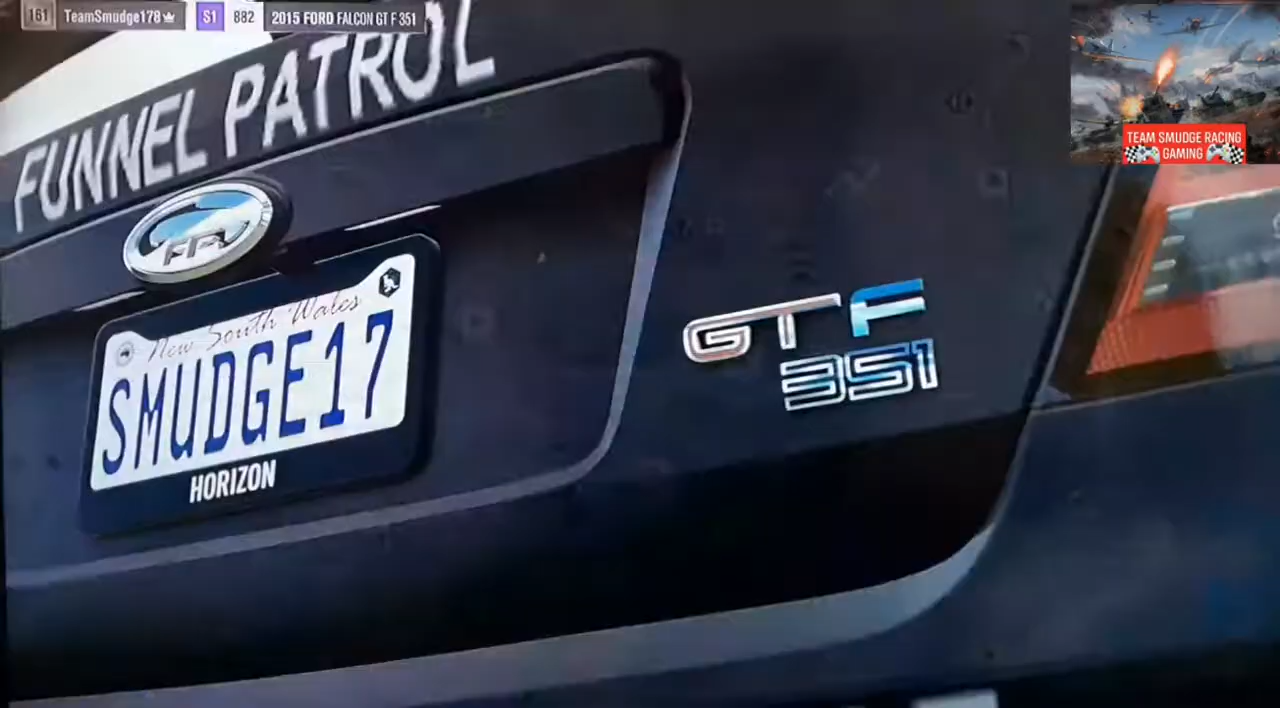 161 TeamSmudge178 S1 882 2015 FORD FALCON GT F 351
TEAM SMUDGE RACING
GAMING
FUNNEL PATROL
FPV
New South Wales
SMUDGE17
HORIZON
GTF
351